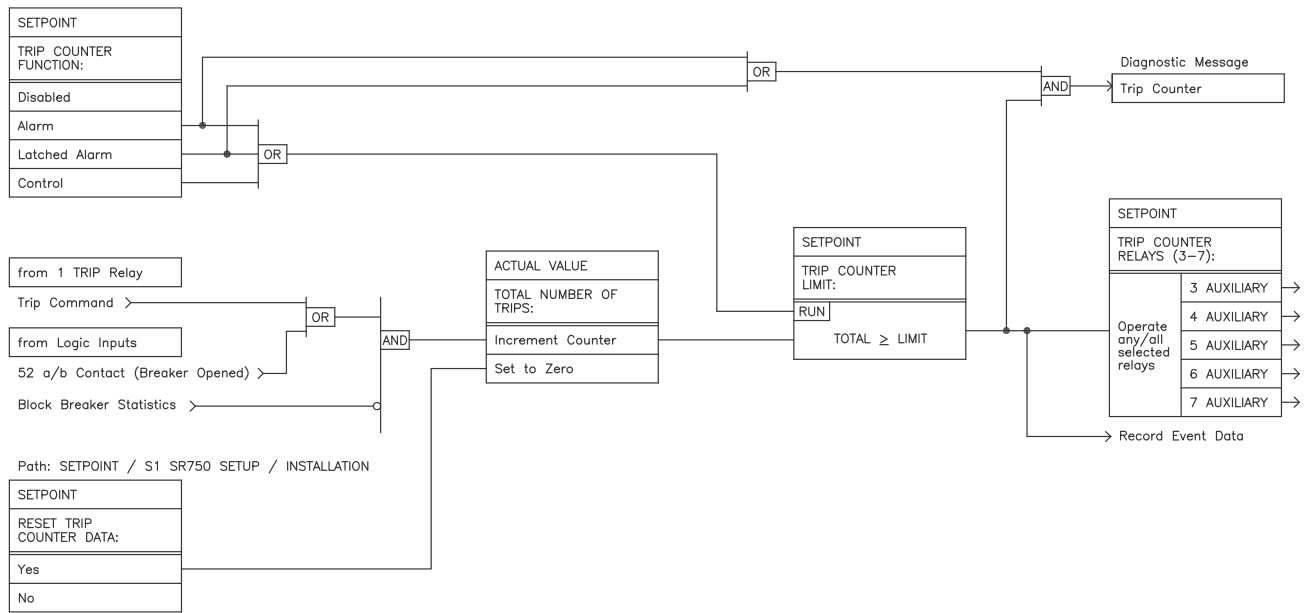 SETPOINT
TRIP COUNTER
FUNCTION:
Disabled
Alarm
Latched Alarm
Control
OR
OR
AND
Diagnostic Message
Trip Counter
from 1 TRIP Relay
Trip Command
from Logic Inputs
52 a/b Contact (Breaker Opened)
Block Breaker Statistics
OR
AND
ACTUAL VALUE
TOTAL NUMBER OF
TRIPS:
Increment Counter
Set to Zero
SETPOINT
TRIP COUNTER
LIMIT:
RUN
TOTAL ≥ LIMIT
SETPOINT
TRIP COUNTER
RELAYS (3-7):
Operate
any/all
selected
relays
3 AUXILIARY
4 AUXILIARY
5 AUXILIARY
6 AUXILIARY
7 AUXILIARY
Record Event Data
Path: SETPOINT / S1 SR750 SETUP / INSTALLATION
SETPOINT
RESET TRIP
COUNTER DATA:
Yes
No